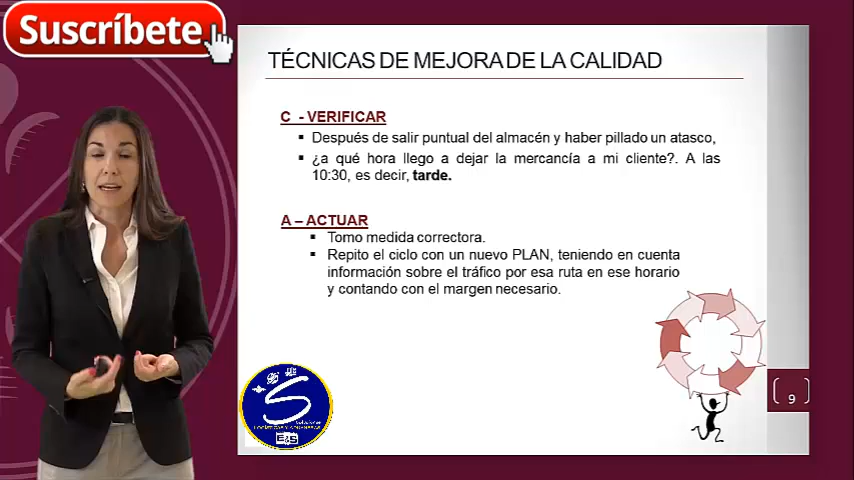 Suscríbete
TÉCNICAS DE MEJORA DE LA CALIDAD
C - VERIFICAR
▪ Después de salir puntual del almacén y haber pillado un atasco,
▪ ¿a qué hora llego a dejar la mercancía a mi cliente?. A las
10:30, es decir, tarde.
A – ACTUAR
▪ Tomo medida correctora.
▪ Repito el ciclo con un nuevo PLAN, teniendo en cuenta
información sobre el tráfico por esa ruta en ese horario
y contando con el margen necesario.
S
Soluciones
LOGÍSTICAS Y ADUANERAS
E&S
9